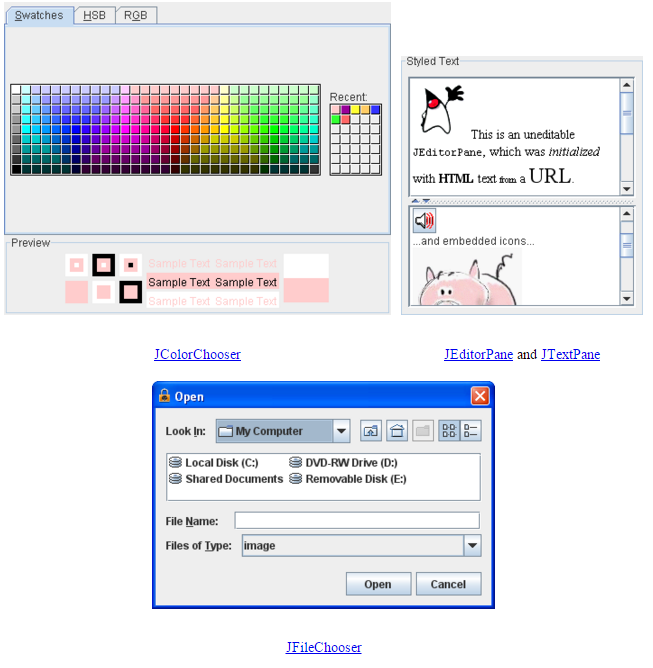 Swatches HSB RGB
Recent:
Preview
Sample Text Sample Text
Sample Text Sample Text
Sample Text Sample Text
Styled Text
This is an uneditable
JEditorPane, which was initialized
with HTML text from a URL.
...and embedded icons...
JColorChooser
JEditorPane and JTextPane
Open
Look In: My Computer
Local Disk (C:) DVD-RW Drive (D:)
Shared Documents Removable Disk (E:)
File Name:
Files of Type: image
Open Cancel
JFileChooser